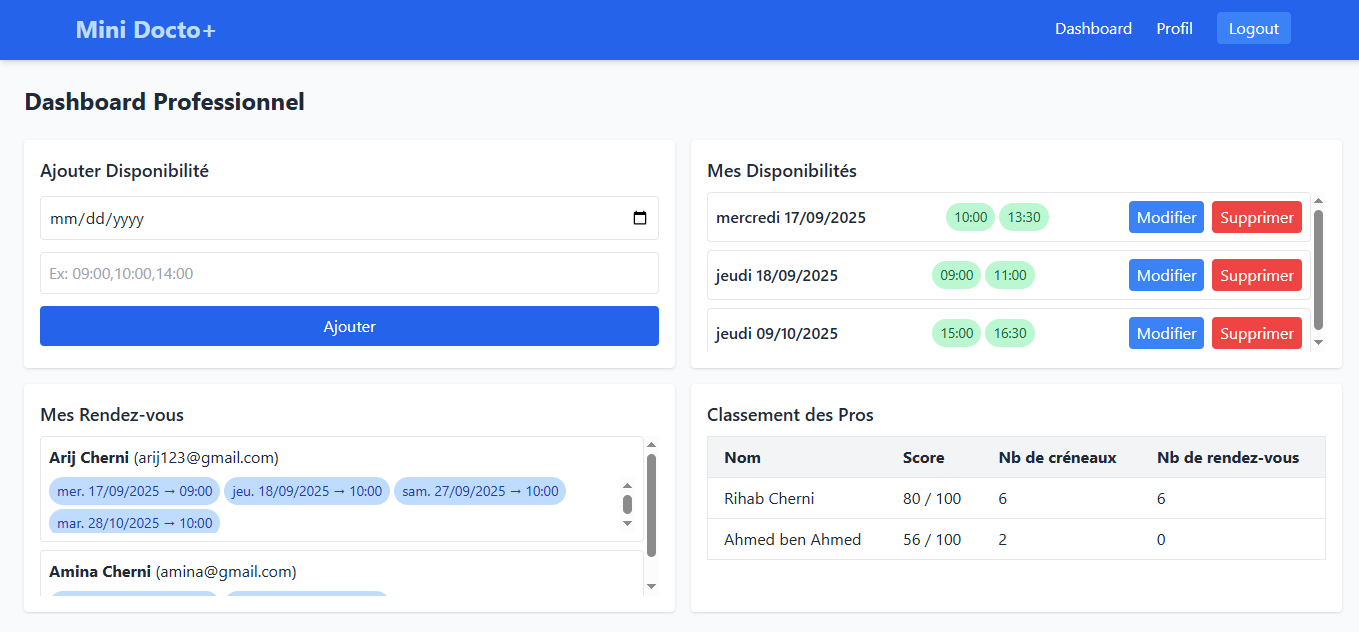 Mini Docto+
Dashboard Profil Logout
Dashboard Professionnel
Ajouter Disponibilité
mm/dd/yyyy
Ex: 09:00,10:00,14:00
Ajouter
Mes Disponibilités
mercredi 17/09/2025 10:00 13:30 Modifier Supprimer
jeudi 18/09/2025 09:00 11:00 Modifier Supprimer
jeudi 09/10/2025 15:00 16:30 Modifier Supprimer
Mes Rendez-vous
Arij Cherni (arij123@gmail.com)
mer. 17/09/2025 → 09:00 jeu. 18/09/2025 → 10:00 sam. 27/09/2025 → 10:00
mar. 28/10/2025 → 10:00
Amina Cherni (amina@gmail.com)
Classement des Pros
Nom Score Nb de créneaux Nb de rendez-vous
Rihab Cherni 80 / 100 6 6
Ahmed ben Ahmed 56 / 100 2 0